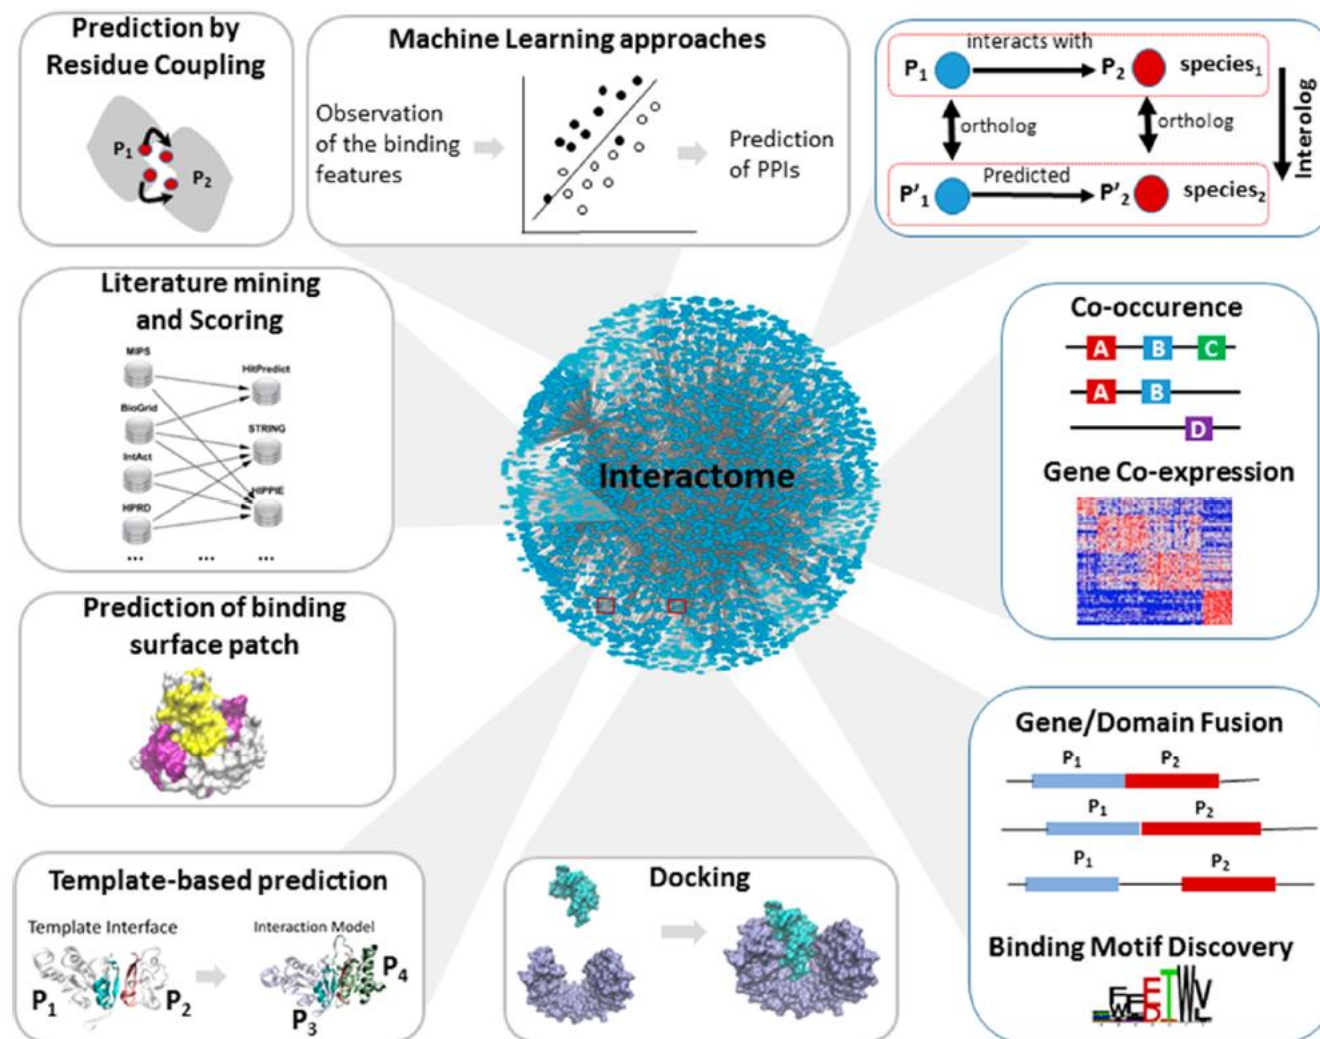 Prediction by
Residue Coupling
P1
P2
Machine Learning approaches
Observation
of the binding
features
Prediction
of PPIs
interacts with
P1
P2
species1
ortholog
ortholog
Interolog
Predicted
P'1
P'2
species2
Literature mining
and Scoring
MIPS
HitPredict
BioGrid
STRING
IntAct
HIPPIE
HPRD
... ... ...
Interactome
Co-occurence
A B C
A B
D
Gene Co-expression
Prediction of binding
surface patch
Gene/Domain Fusion
P1 P2
P1 P2
P1 P2
Binding Motif Discovery
Template-based prediction
Template Interface
Interaction Model
P1
P2
P3
P4
Docking